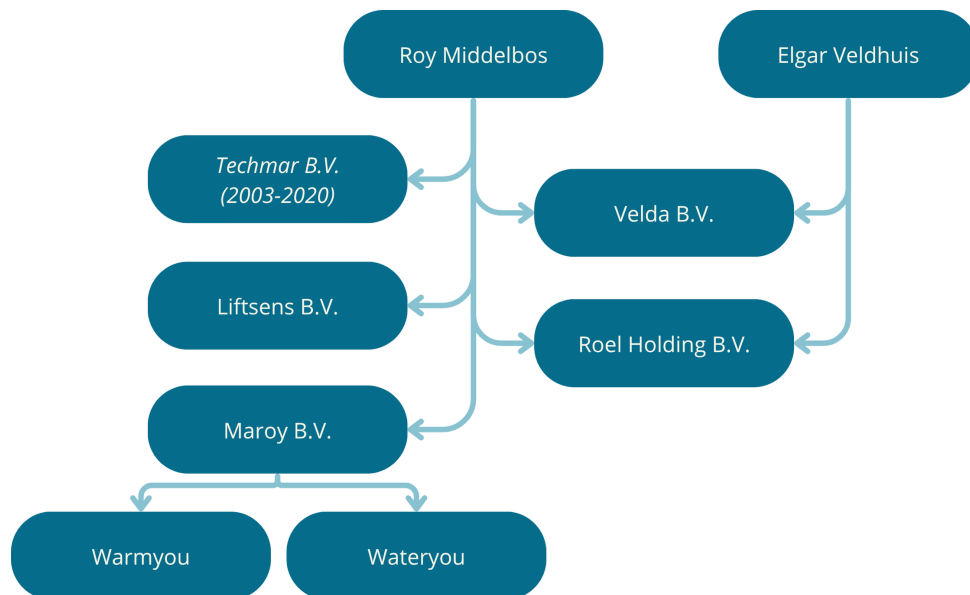 Roy Middelbos
Elgar Veldhuis
Techmar B.V.
(2003-2020)
Velda B.V.
Liftsens B.V.
Roel Holding B.V.
Maroy B.V.
Warmyou
Wateryou